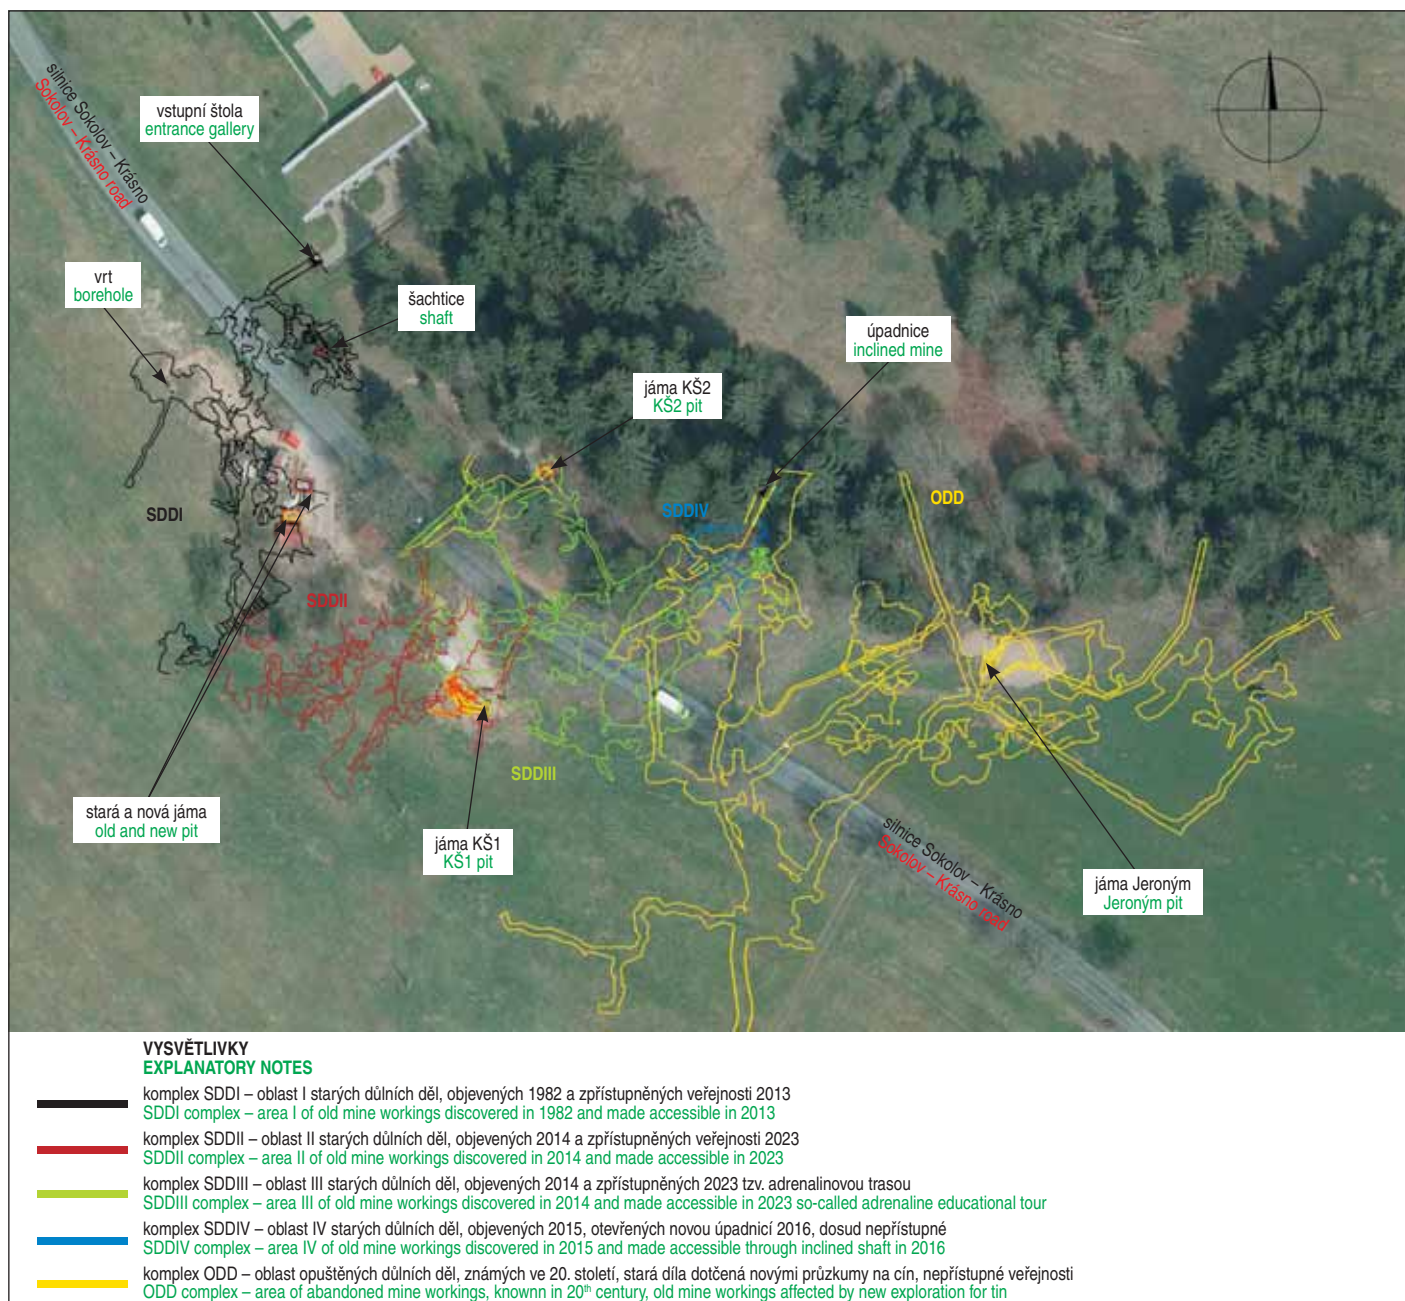 silnice Sokolov – Krásno
Sokolov – Krásno road
vstupní štola
entrance gallery
vrt
borehole
šachtice
shaft
úpadnice
inclined mine
jáma KŠ2
KŠ2 pit
SDDI
SDDIV
ODD
SDDII
SDDIII
stará a nová jáma
old and new pit
jáma KŠ1
KŠ1 pit
silnice Sokolov – Krásno
Sokolov – Krásno road
jáma Jeroným
Jeroným pit
VYSVĚTLIVKY
EXPLANATORY NOTES
komplex SDDI – oblast I starých důlních děl, objevených 1982 a zpřístupněných veřejnosti 2013
SDDI complex – area I of old mine workings discovered in 1982 and made accessible in 2013
komplex SDDII – oblast II starých důlních děl, objevených 2014 a zpřístupněných veřejnosti 2023
SDDII complex – area II of old mine workings discovered in 2014 and made accessible in 2023
komplex SDDIII – oblast III starých důlních děl, objevených 2014 a zpřístupněných 2023 tzv. adrenalinovou trasou
SDDIII complex – area III of old mine workings discovered in 2014 and made accessible in 2023 so-called adrenaline educational tour
komplex SDDIV – oblast IV starých důlních děl, objevených 2015, otevřených novou úpadnicí 2016, dosud nepřístupné
SDDIV complex – area IV of old mine workings discovered in 2015 and made accessible through inclined shaft in 2016
komplex ODD – oblast opuštěných důlních děl, známých ve 20. století, stará díla dotčená novými průzkumy na cín, nepřístupné veřejnosti
ODD complex – area of abandoned mine workings, knownn in 20th century, old mine workings affected by new exploration for tin